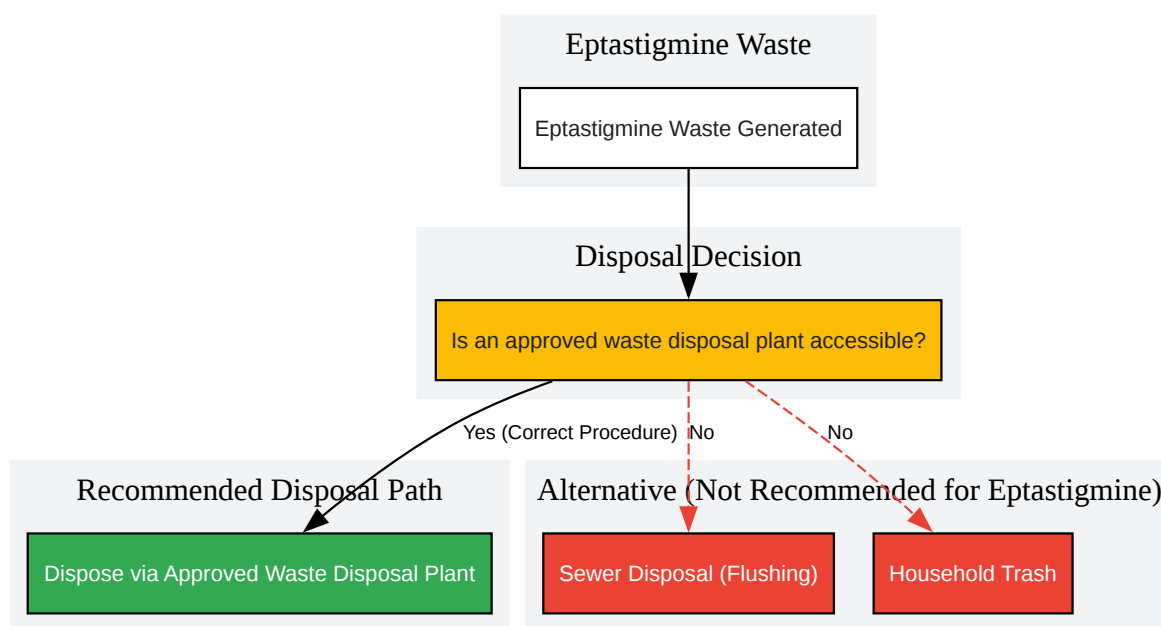 Eptastigmine Waste
Eptastigmine Waste Generated
Disposal Decision
Is an approved waste disposal plant accessible?
Yes (Correct Procedure)
No
No
Recommended Disposal Path
Alternative (Not Recommended for Eptastigmine)
Dispose via Approved Waste Disposal Plant
Sewer Disposal (Flushing)
Household Trash